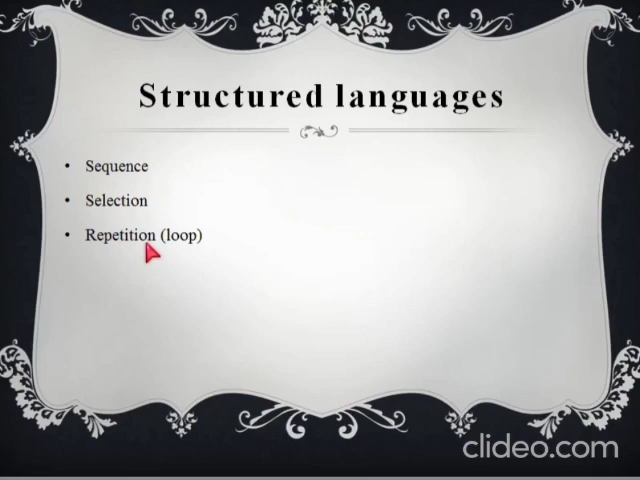 Structured languages
• Sequence
• Selection
• Repetition (loop)
clideo.com